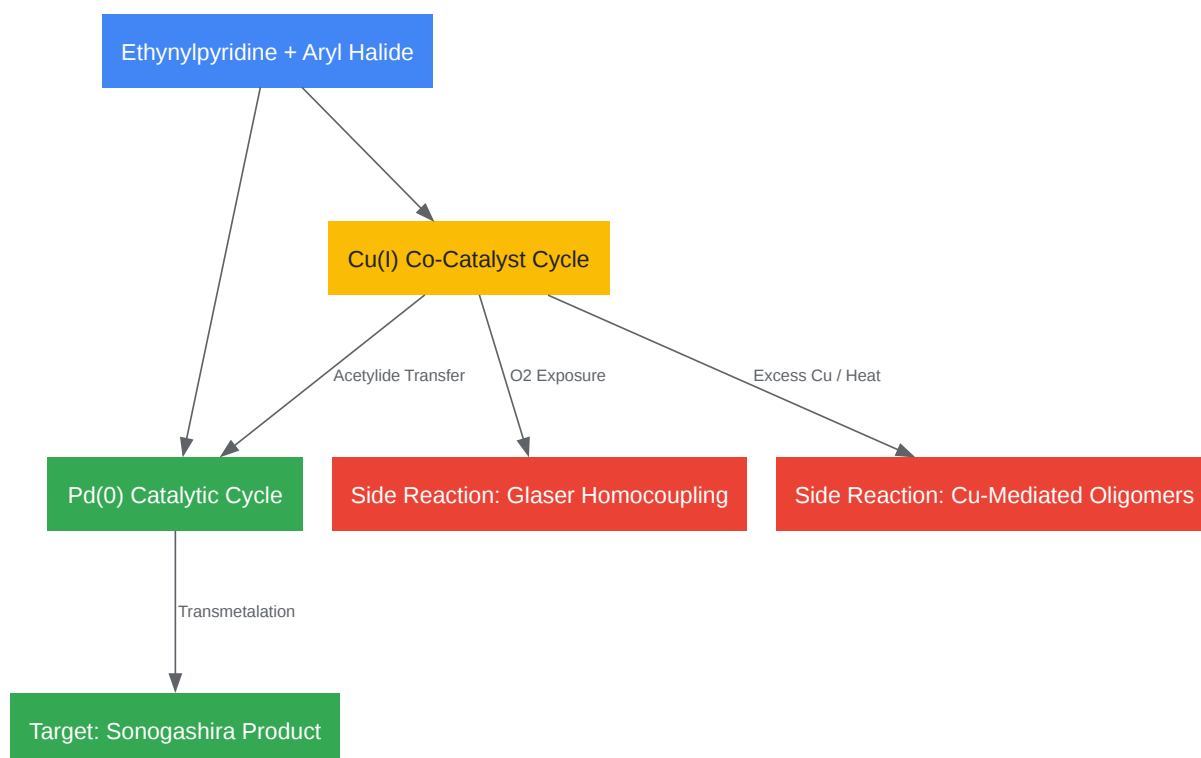 Ethynylpyridine + Aryl Halide
Cu(I) Co-Catalyst Cycle
Acetylide Transfer
O2 Exposure
Excess Cu / Heat
Pd(0) Catalytic Cycle
Side Reaction: Glaser Homocoupling
Side Reaction: Cu-Mediated Oligomers
Transmetalation
Target: Sonogashira Product